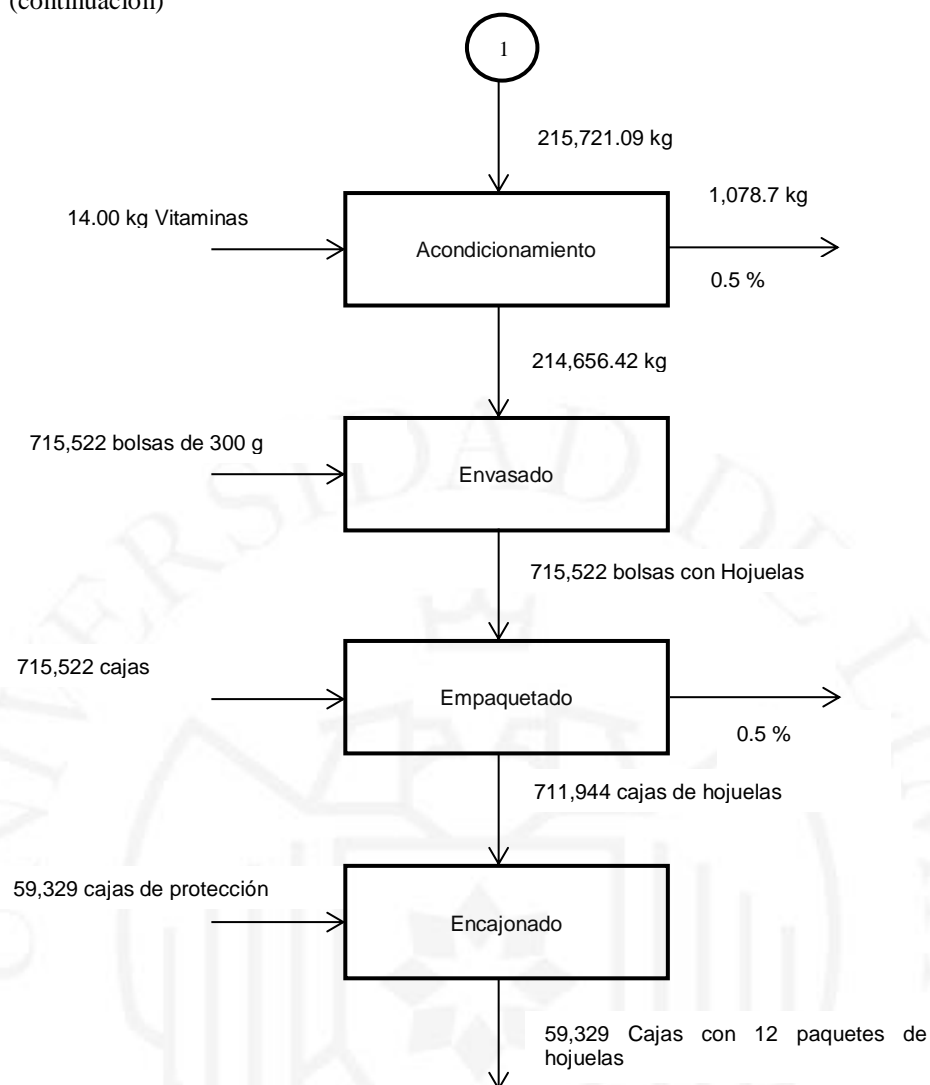 (continuación)
1
215,721.09 kg
1,078.7 kg
14.00 kg Vitaminas
Acondicionamiento
0.5 %
214,656.42 kg
715,522 bolsas de 300 g
Envasado
715,522 bolsas con Hojuelas
715,522 cajas
Empaquetado
0.5 %
711,944 cajas de hojuelas
59,329 cajas de protección
Encajonado
59,329 Cajas con 12 paquetes de
hojuelas